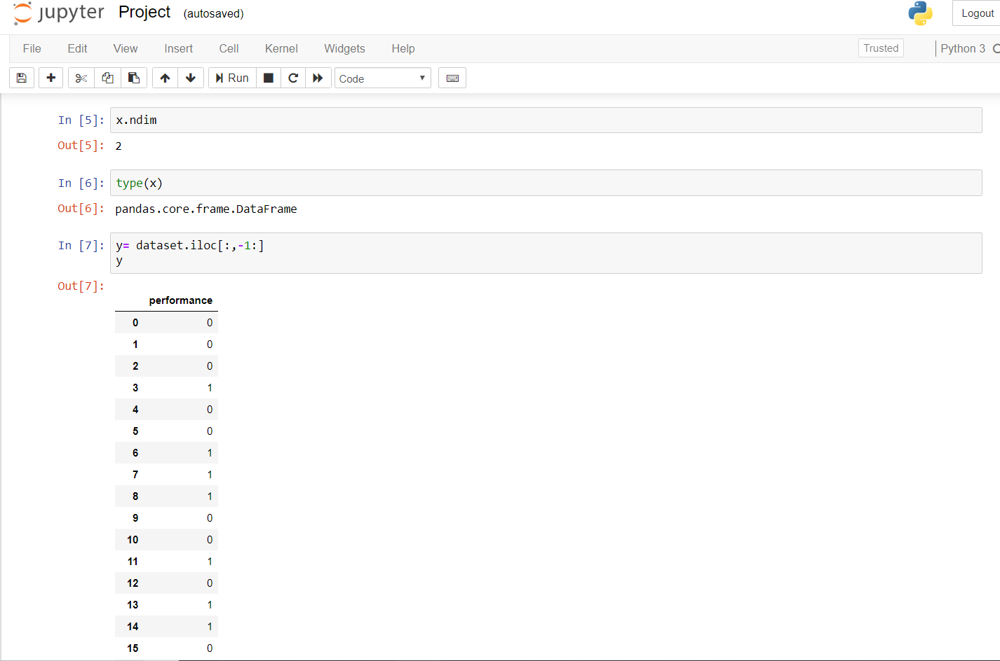 jupyter Project (autosaved) Logout
File Edit View Insert Cell Kernel Widgets Help Trusted Python 3
Run Code
In [5]: x.ndim
Out[5]: 2
In [6]: type(x)
Out[6]: pandas.core.frame.DataFrame
In [7]: y= dataset.iloc[:,-1:]
y
Out[7]:
performance
0 0
1 0
2 0
3 1
4 0
5 0
6 1
7 1
8 1
9 0
10 0
11 1
12 0
13 1
14 1
15 0